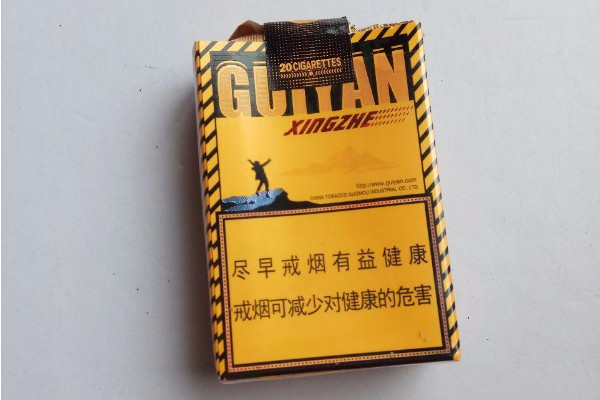 20 CIGARETTES
GUIYAN
XINGZHE
http://www.guiyan.com
CHINA TOBACCO GUIZHOU INDUSTRIAL CO., LTD.
尽早戒烟有益健康
戒烟可减少对健康的危害